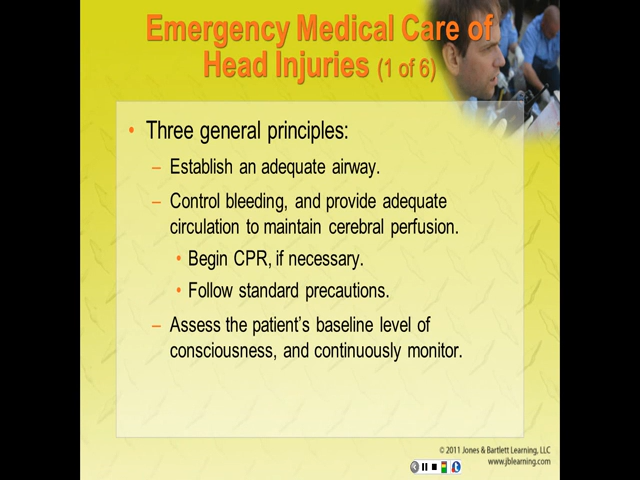 Emergency Medical Care of
Head Injuries (1 of 6)
• Three general principles:
– Establish an adequate airway.
– Control bleeding, and provide adequate
circulation to maintain cerebral perfusion.
• Begin CPR, if necessary.
• Follow standard precautions.
– Assess the patient's baseline level of
consciousness, and continuously monitor.
© 2011 Jones & Bartlett Learning, LLC
www.jblearning.com